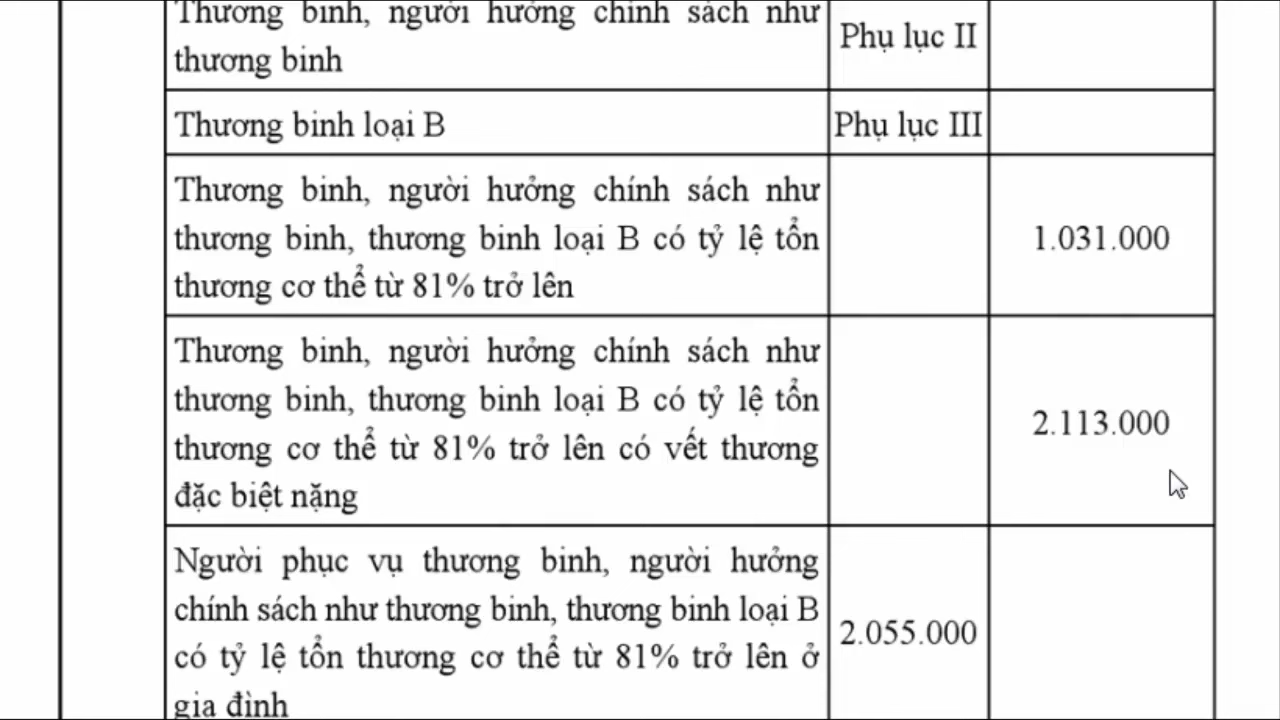 Thương binh, người hưởng chính sách như
thương binh
Phụ lục II
Thương binh loại B
Phụ lục III
Thương binh, người hưởng chính sách như
thương binh, thương binh loại B có tỷ lệ tổn
thương cơ thể từ 81% trở lên
1.031.000
Thương binh, người hưởng chính sách như
thương binh, thương binh loại B có tỷ lệ tổn
thương cơ thể từ 81% trở lên có vết thương
đặc biệt nặng
2.113.000
Người phục vụ thương binh, người hưởng
chính sách như thương binh, thương binh loại B
có tỷ lệ tổn thương cơ thể từ 81% trở lên ở
gia đình
2.055.000